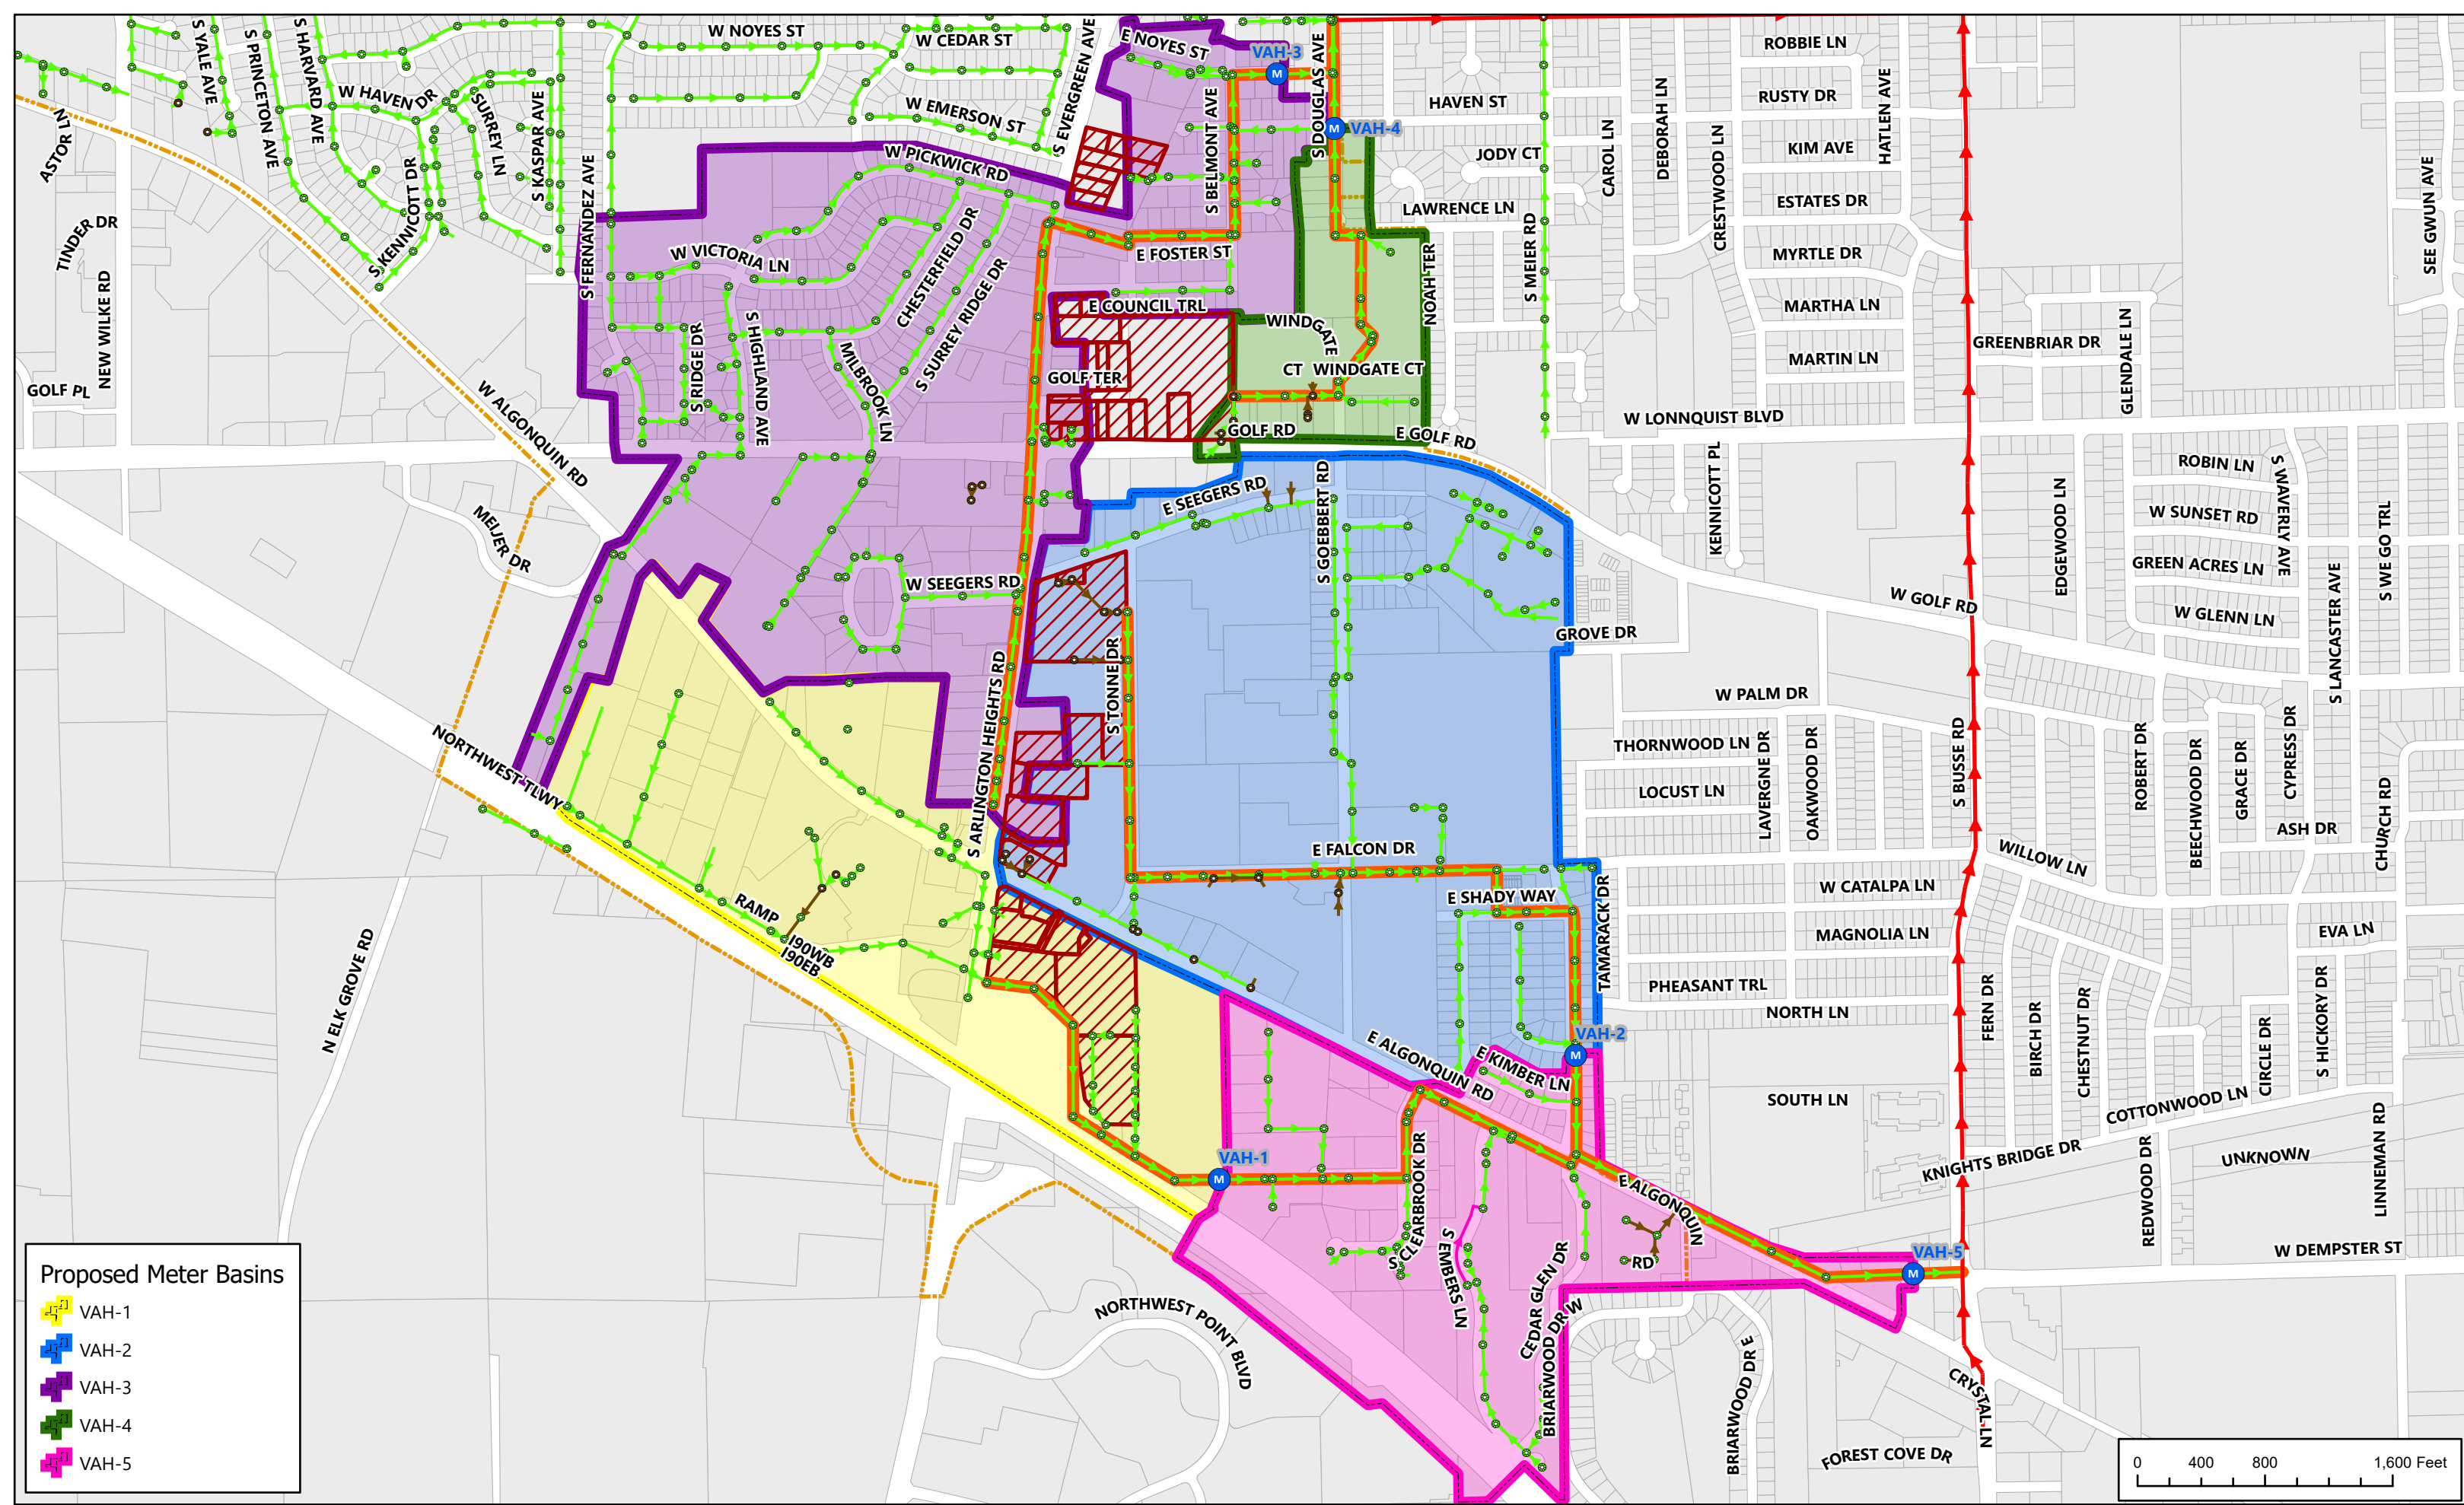 W NOYES ST
W CEDAR ST
E NOYES ST
VAH-3
ROBBIE LN
S YALE AVE
S PRINCETON AVE
S HARVARD AVE
W HAVEN DR
SURREY LN
S KASPAR AVE
W EMERSON ST
S EVERGREEN AVE
S BELMONT AVE
S DOUGLAS AVE
VAH-4
HAVEN ST
RUSTY DR
DEBORAH LN
HATLEN AVE
CAROL LN
CRESTWOOD LN
KIM AVE
JODY CT
ASTOR LN
W PICKWICK RD
S KENNICOTT DR
S FERNANDEZ AVE
LAWRENCE LN
ESTATES DR
SEE GWUN AVE
TINDER DR
NEW WILKE RD
W VICTORIA LN
CHESTERFIELD DR
S SURREY RIDGE DR
E FOSTER ST
NOAH TER
S MEIER RD
MYRTLE DR
E COUNCIL TRL
WINDGATE
CT
WINDGATE CT
MARTHA LN
GREENBRIAR DR
GLENDALE LN
MARTIN LN
GOLF TER
S RIDGE DR
S HIGHLAND AVE
MILBROOK LN
GOLF PL
W ALGONQUIN RD
GOLF RD
E GOLF RD
W LONNQUIST BLVD
KENNICOTT PL
ROBIN LN
S WAVERLY AVE
EDGEWOOD LN
W SUNSET RD
S WE GO TRL
GREEN ACRES LN
W GLENN LN
S LANCASTER AVE
MEIJER DR
E SEEGERS RD
S GOEBBERT RD
W SEEGERS RD
W GOLF RD
GROVE DR
S TONNE DR
S ARLINGTON HEIGHTS RD
W PALM DR
THORNWOOD LN
LAVERGNE DR
OAKWOOD DR
S BUSSE RD
LOCUST LN
ROBERT DR
BEECHWOOD DR
GRACE DR
CYPRESS DR
ASH DR
CHURCH RD
NORTHWEST TLWY
E FALCON DR
WILLOW LN
E SHADY WAY
TAMARACK DR
W CATALPA LN
MAGNOLIA LN
EVA LN
RAMP
I90WB
I90EB
N ELK GROVE RD
PHEASANT TRL
NORTH LN
FERN DR
BIRCH DR
CHESTNUT DR
CIRCLE DR
S HICKORY DR
VAH-2
E ALGONQUIN RD
E KIMBER LN
SOUTH LN
COTTONWOOD LN
KNIGHTS BRIDGE DR
REDWOOD DR
UNKNOWN
LINNEMAN RD
VAH-1
S CLEARBROOK DR
S EMBERS LN
CEDAR GLEN DR
E ALGONQUIN
RD
BRIARWOOD DR W
VAH-5
W DEMPSTER ST
NORTHWEST POINT BLVD
BRIARWOOD DR E
CRYSTAL LN
FOREST COVE DR
M
M
M
M
M
Proposed Meter Basins
VAH-1
VAH-2
VAH-3
VAH-4
VAH-5
0 400 800 1,600 Feet